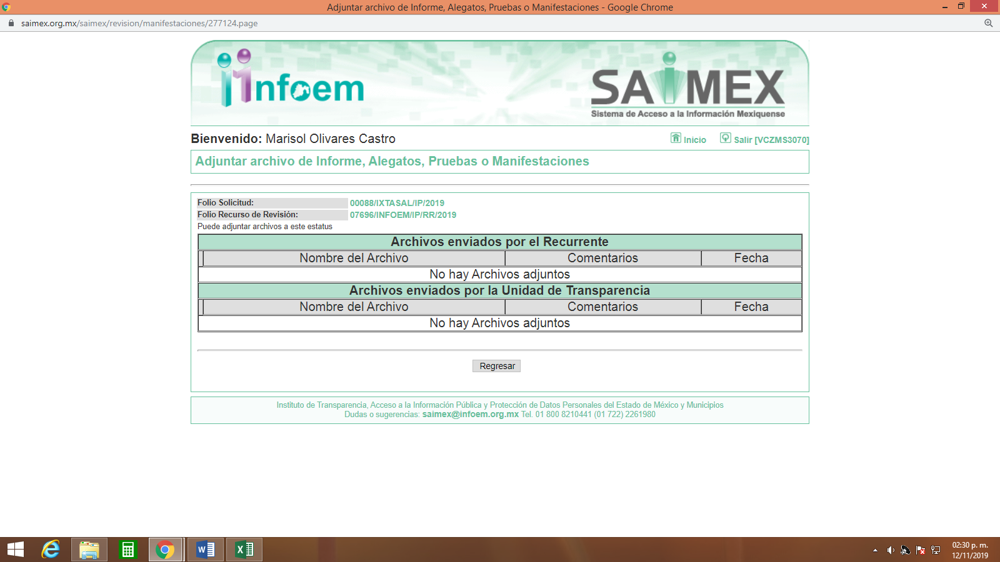 Adjuntar archivo de Informe, Alegatos, Pruebas o Manifestaciones - Google Chrome
saimex.org.mx/saimex/revision/manifestaciones/277124.page
infoem
SAIMEX
Sistema de Acceso a la Información Mexiquense
Bienvenido: Marisol Olivares Castro
Inicio Salir [VCZMS3070]
Adjuntar archivo de Informe, Alegatos, Pruebas o Manifestaciones
Folio Solicitud: 00088/IXTASAL/IP/2019
Folio Recurso de Revisión: 07696/INFOEM/IP/RR/2019
Puede adjuntar archivos a este estatus
Archivos enviados por el Recurrente
Nombre del Archivo Comentarios Fecha
No hay Archivos adjuntos
Archivos enviados por la Unidad de Transparencia
Nombre del Archivo Comentarios Fecha
No hay Archivos adjuntos
Regresar
Instituto de Transparencia, Acceso a la Información Pública y Protección de Datos Personales del Estado de México y Municipios
Dudas o sugerencias: saimex@infoem.org.mx Tel. 01 800 8210441 (01 722) 2261980
02:30 p. m.
12/11/2019